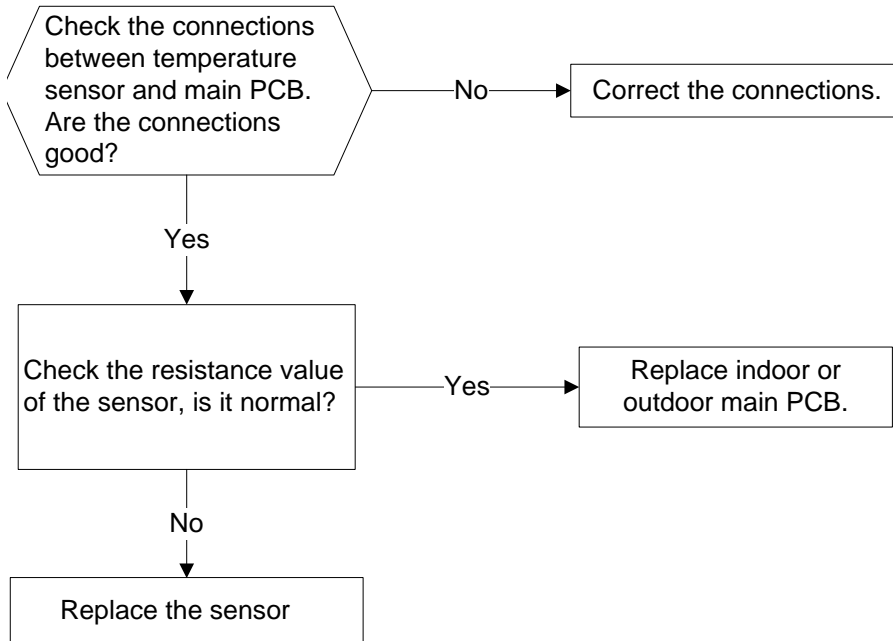 Check the connections
between temperature
sensor and main PCB.
Are the connections
good?
No
Correct the connections.
Yes
Check the resistance value
of the sensor, is it normal?
Yes
Replace indoor or
outdoor main PCB.
No
Replace the sensor